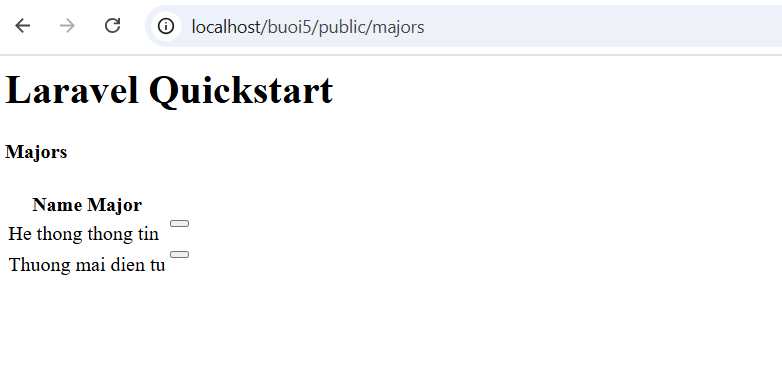 localhost/buoi5/public/majors
Laravel Quickstart
Majors
Name Major
He thong thong tin
Thuong mai dien tu